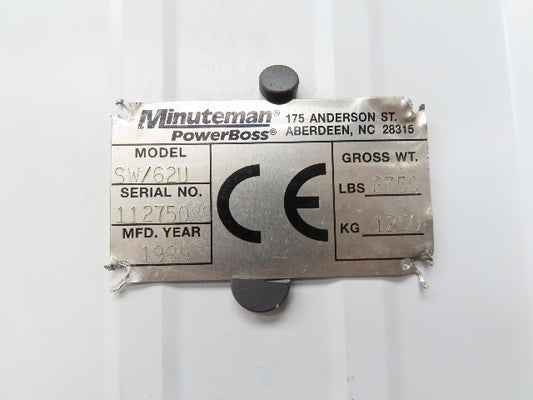 Minuteman® 175 ANDERSON ST.
PowerBoss® ABERDEEN, NC 28315
MODEL
SW/62U
SERIAL NO.
MFD. YEAR
CE
GROSS WT.
LBS 2750
KG 1250